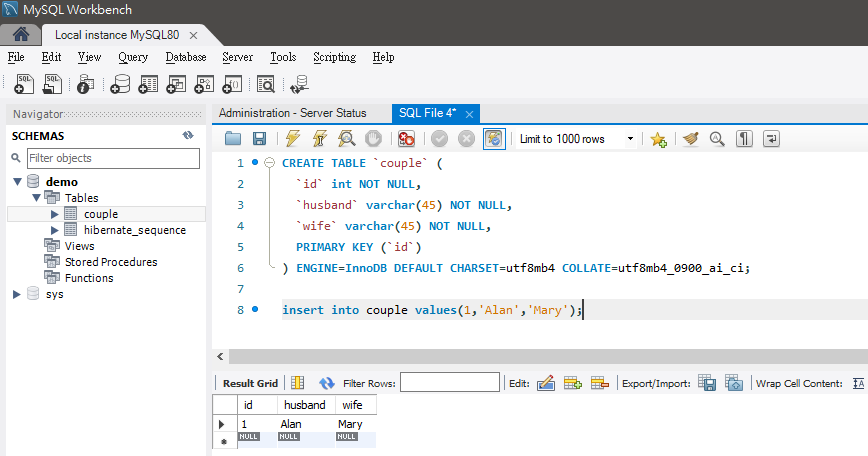 MySQL Workbench
Local instance MySQL80
File Edit View Query Database Server Tools Scripting Help
Navigator
SCHEMAS
Filter objects
demo
Tables
couple
hibernate_sequence
Views
Stored Procedures
Functions
sys
Administration - Server Status SQL File 4*
Limit to 1000 rows
1 CREATE TABLE `couple` (
2 `id` int NOT NULL,
3 `husband` varchar(45) NOT NULL,
4 `wife` varchar(45) NOT NULL,
5 PRIMARY KEY (`id`)
6 ) ENGINE=InnoDB DEFAULT CHARSET=utf8mb4 COLLATE=utf8mb4_0900_ai_ci;
7
8 insert into couple values(1,'Alan','Mary');
Result Grid Filter Rows: Edit: Export/Import: Wrap Cell Content: IA
id husband wife
1 Alan Mary
NULL NULL NULL